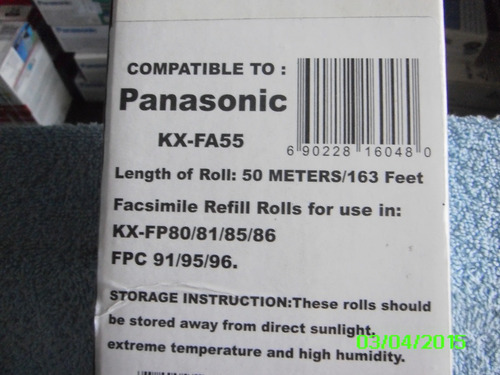 COMPATIBLE TO :
Panasonic
KX-FA55
6 90228 16048 0
Length of Roll: 50 METERS/163 Feet
Facsimile Refill Rolls for use in:
KX-FP80/81/85/86
FPC 91/95/96.
STORAGE INSTRUCTION:These rolls should
be stored away from direct sunlight.
extreme temperature and high humidity.
03/04/2015